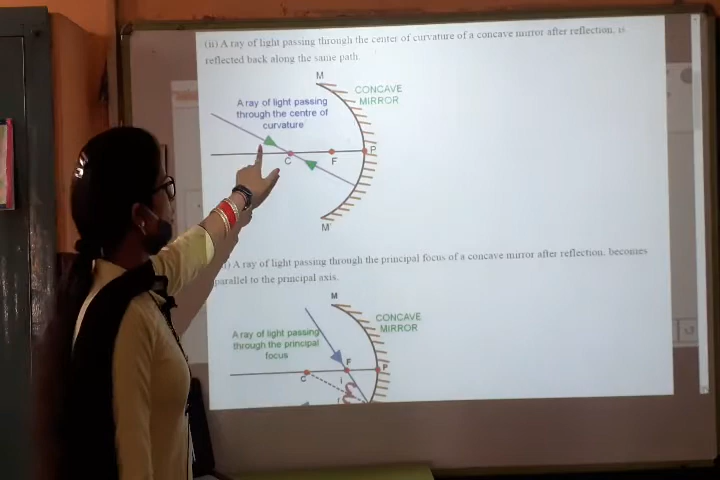 (ii) A ray of light passing through the center of curvature of a concave mirror after reflection, is
reflected back along the same path.
M
CONCAVE
MIRROR
A ray of light passing
through the centre of
curvature
C
F
P
M'
A ray of light passing through the principal focus of a concave mirror after reflection, becomes
parallel to the principal axis.
M
CONCAVE
MIRROR
A ray of light passing
through the principal
focus
F
P
C
i
r